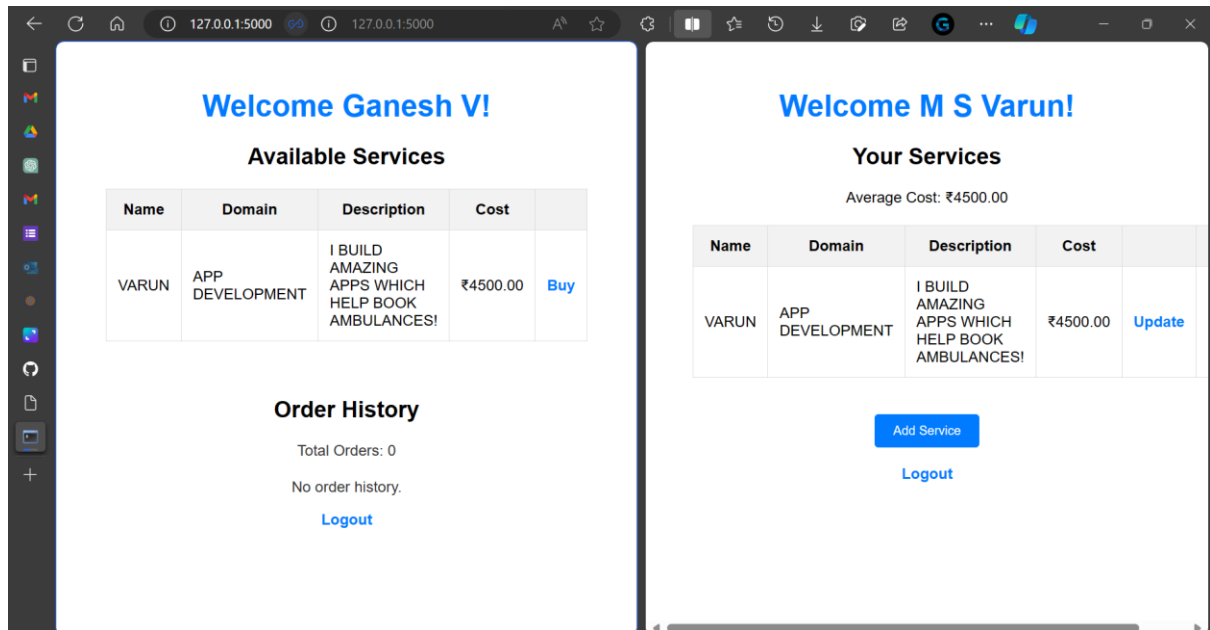 127.0.0.1:5000
127.0.0.1:5000
Welcome Ganesh V!
Available Services
Name Domain Description Cost
VARUN APP DEVELOPMENT I BUILD AMAZING APPS WHICH HELP BOOK AMBULANCES! ₹4500.00 Buy
Order History
Total Orders: 0
No order history.
Logout
Welcome M S Varun!
Your Services
Average Cost: ₹4500.00
Name Domain Description Cost
VARUN APP DEVELOPMENT I BUILD AMAZING APPS WHICH HELP BOOK AMBULANCES! ₹4500.00 Update
Add Service
Logout